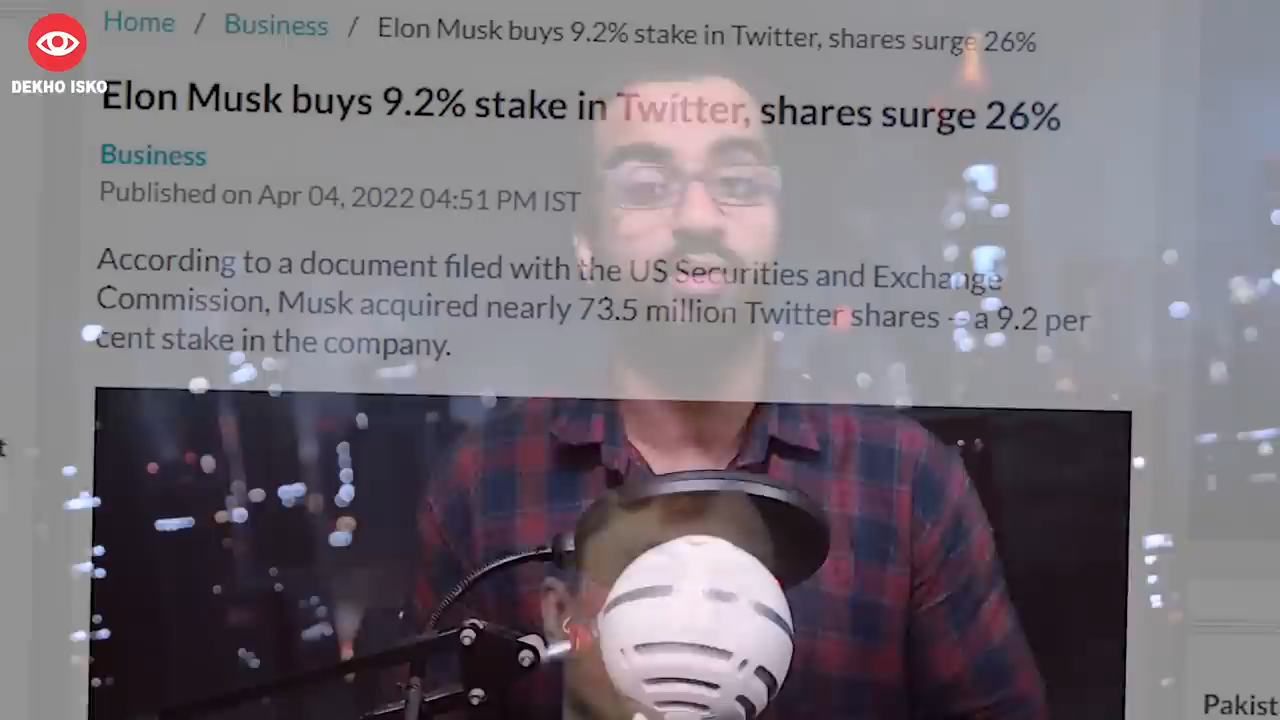 Home / Business / Elon Musk buys 9.2% stake in Twitter, shares surge 26%
DEKHO ISKO
Elon Musk buys 9.2% stake in Twitter, shares surge 26%
Business
Published on Apr 04, 2022 04:51 PM IST
According to a document filed with the US Securities and Exchange
Commission, Musk acquired nearly 73.5 million Twitter shares -- a 9.2 per
cent stake in the company.
t
Pakist